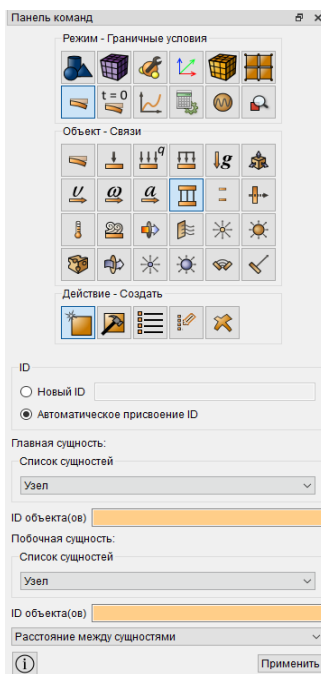 Панель команд
Режим - Граничные условия
t = 0
Объект - Связи
q
g
v
ω
a
Действие - Создать
ID
Новый ID
Автоматическое присвоение ID
Главная сущность:
Список сущностей
Узел
ID объекта(ов)
Побочная сущность:
Список сущностей
Узел
ID объекта(ов)
Расстояние между сущностями
Применить